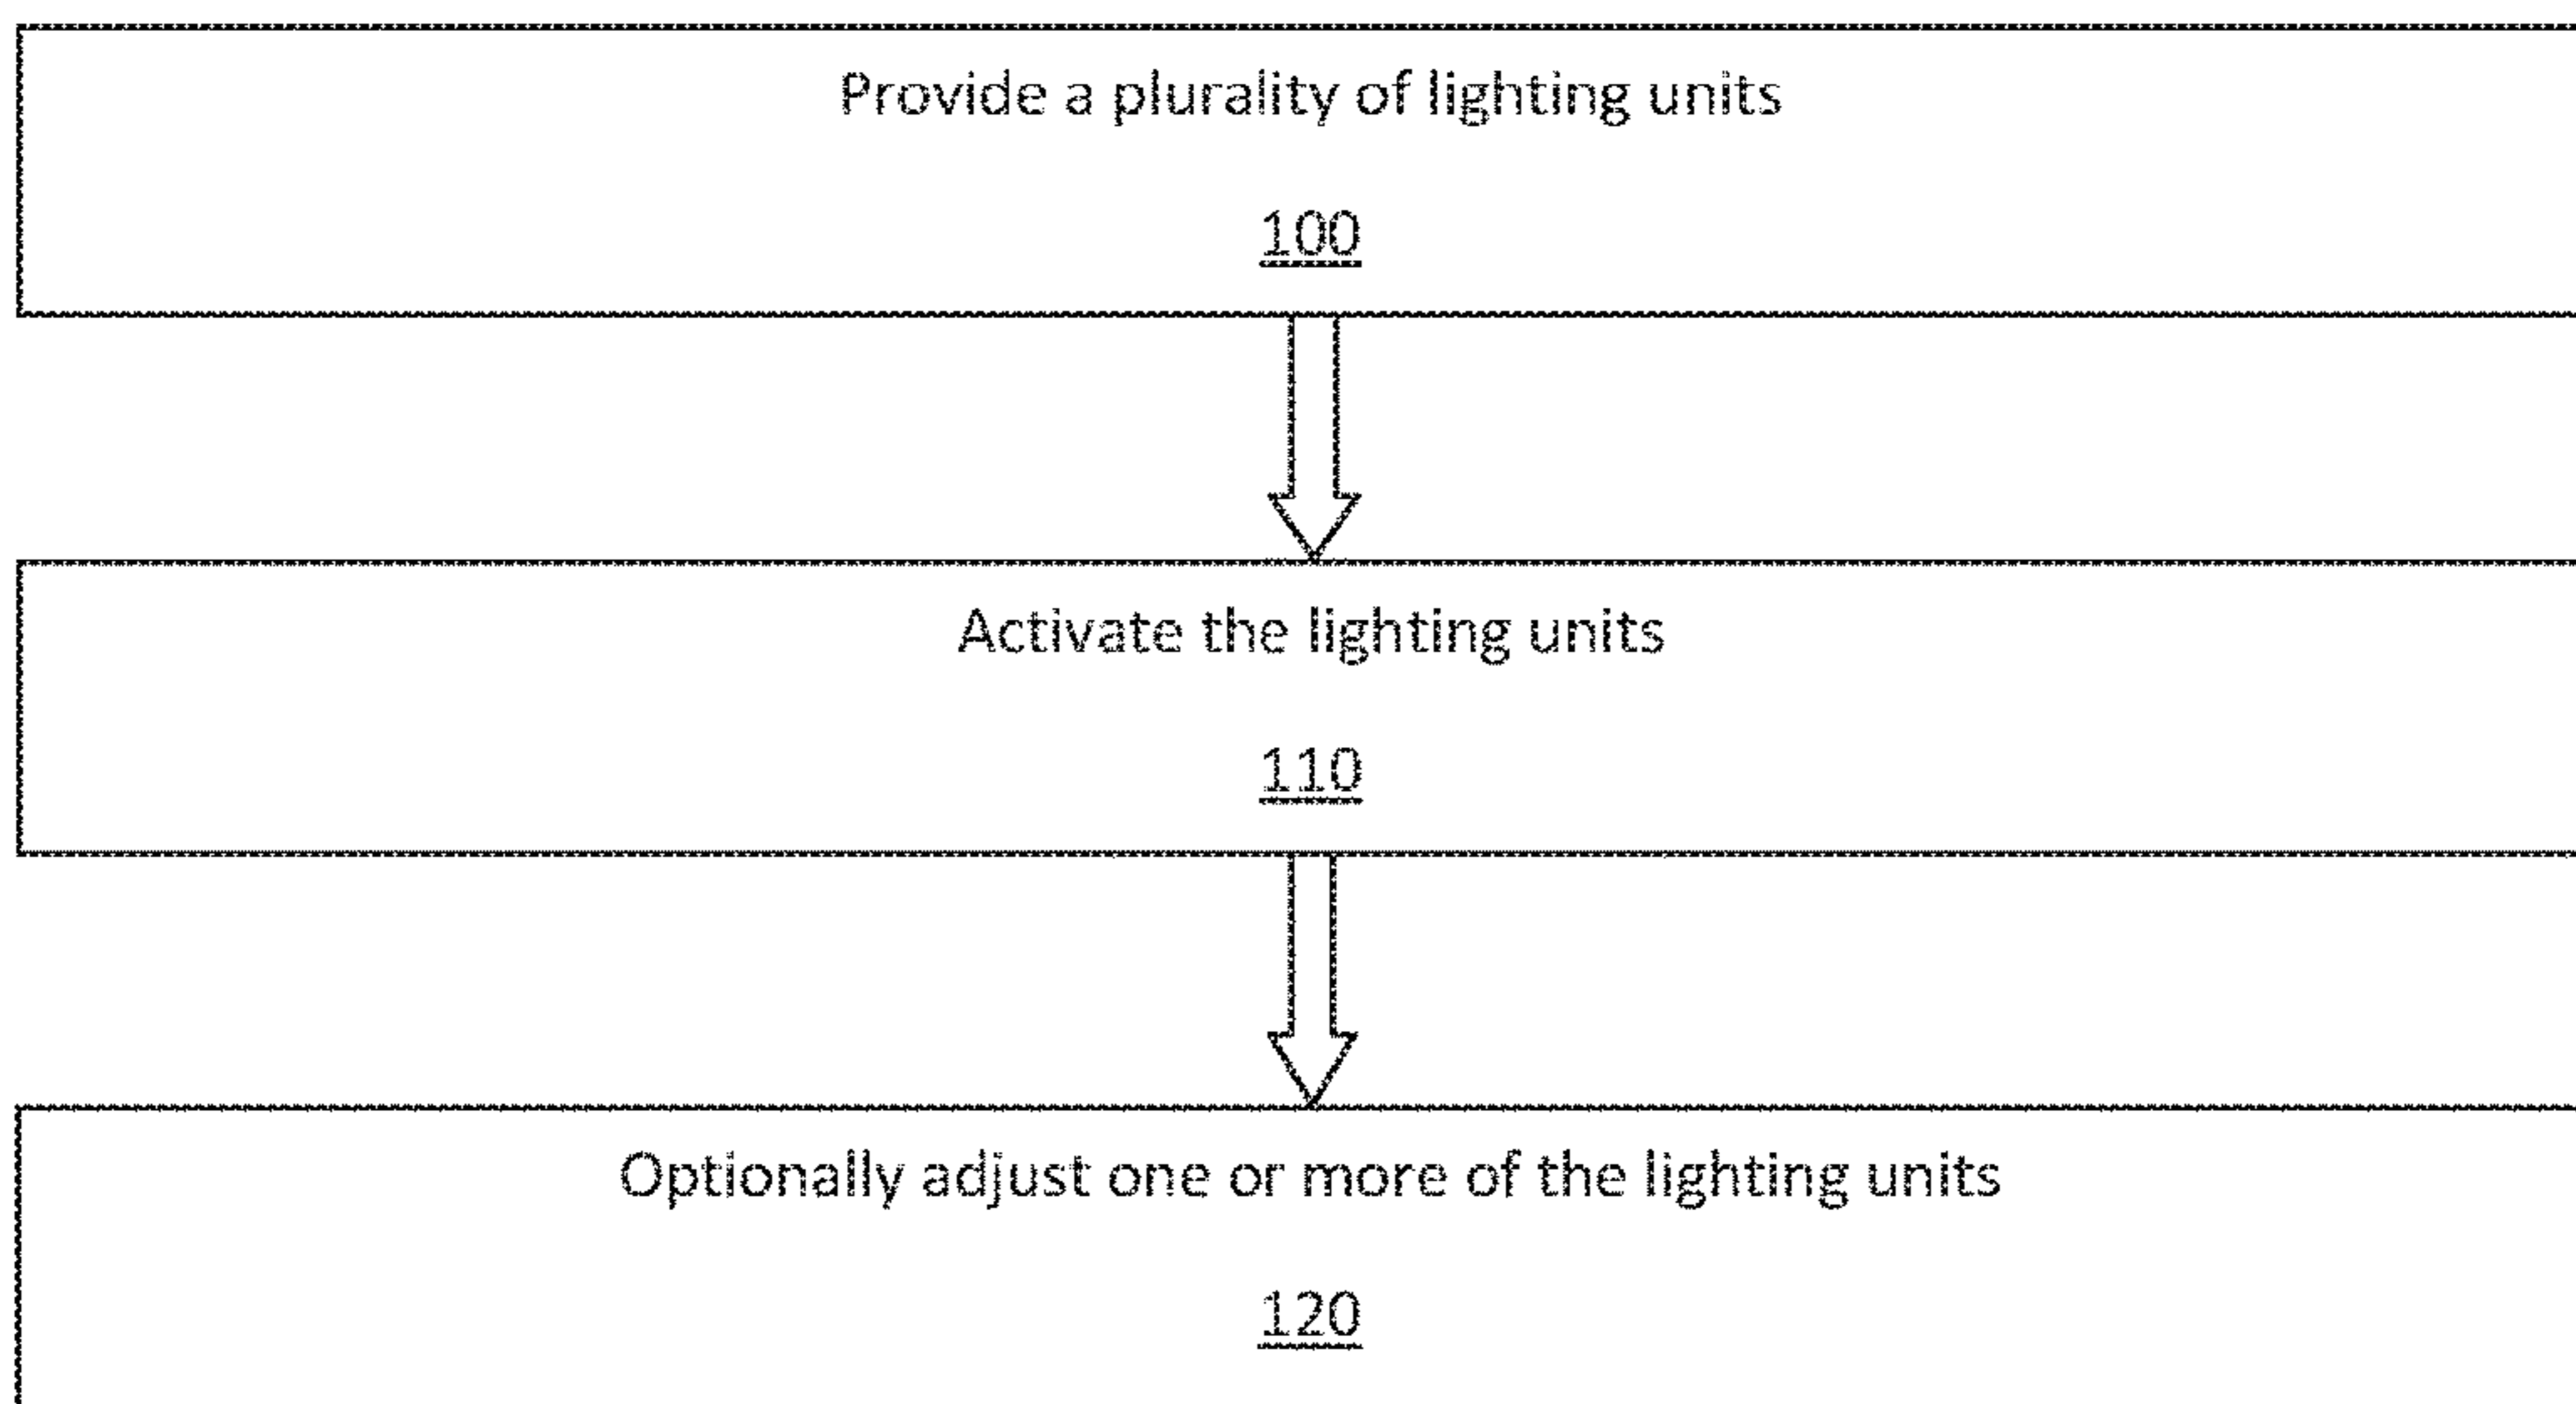 Provide a plurality of lighting units
100
Activate the lighting units
110
Optionally adjust one or more of the lighting units
120